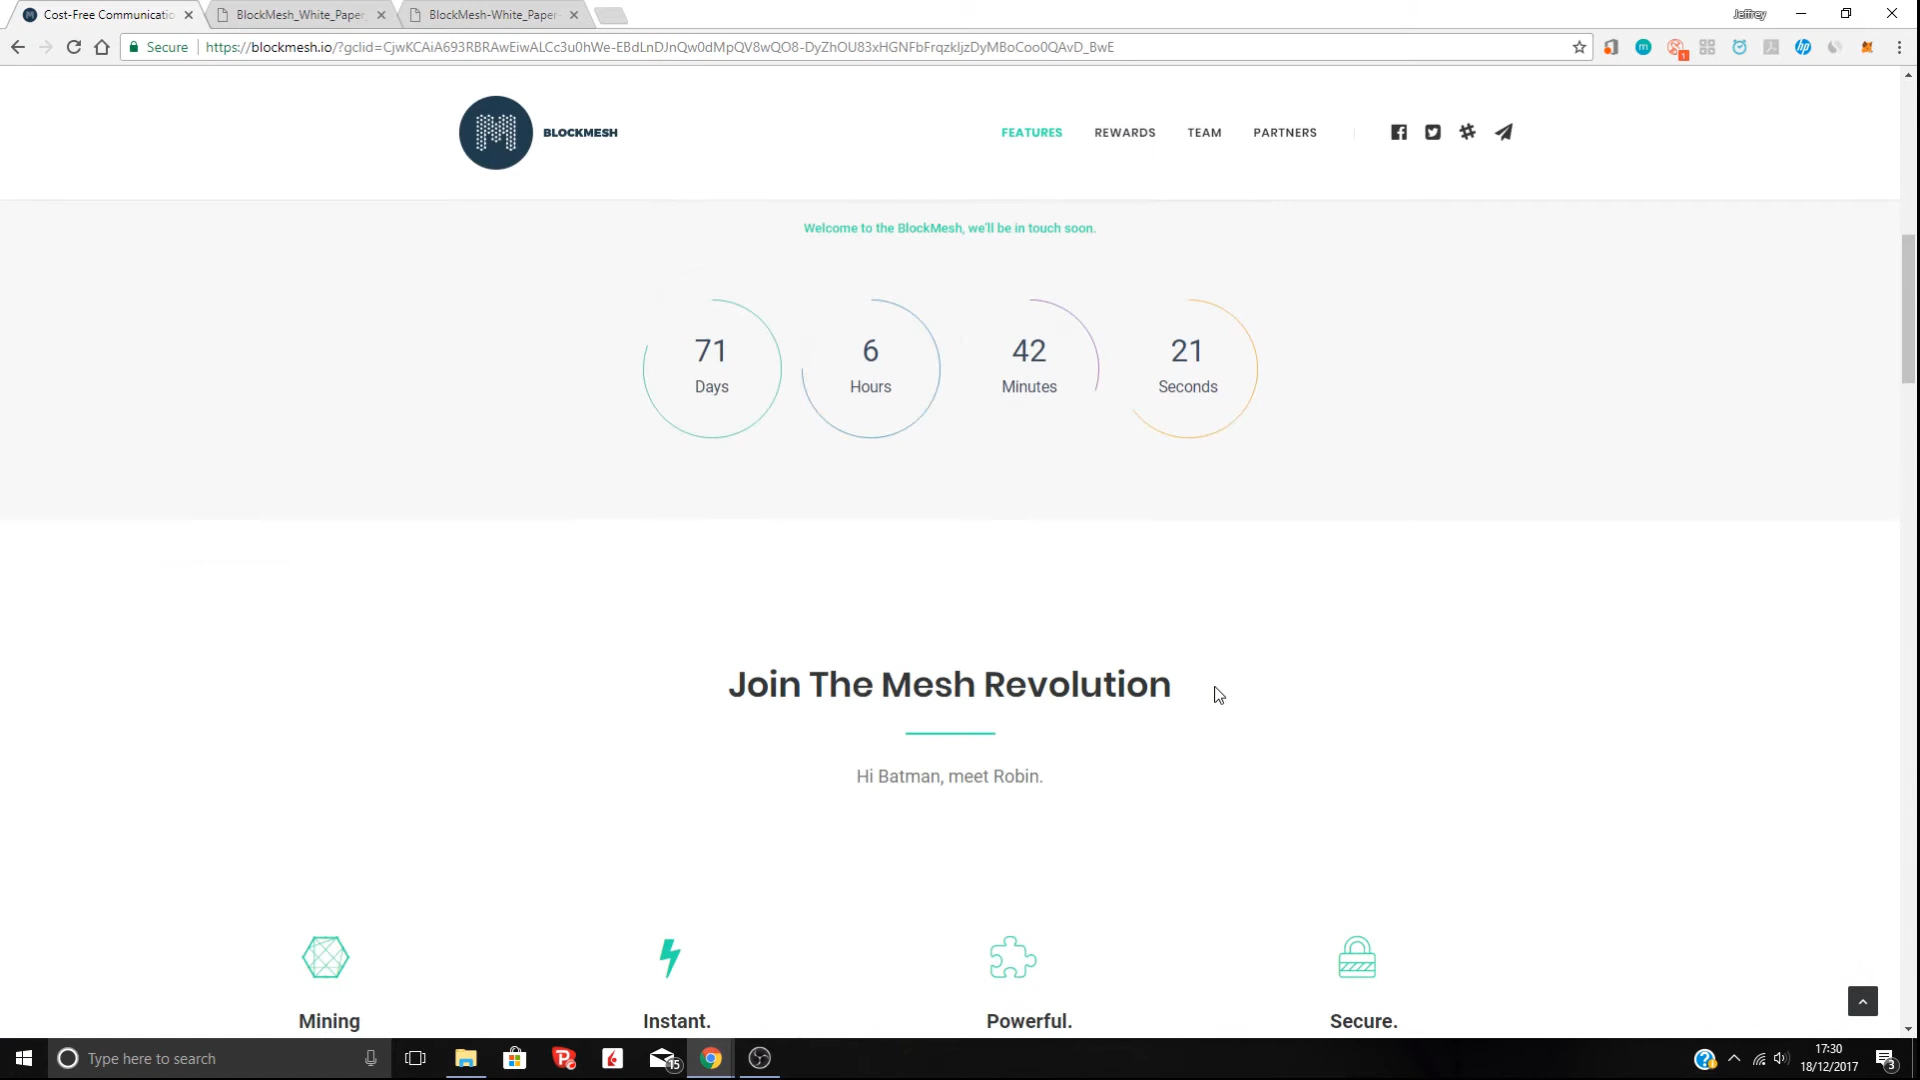 Cost-Free Communicatio
BlockMesh_White_Paper
BlockMesh-White_Paper
Jeffrey
Secure
https://blockmesh.io/?gclid=CjwKCAiA693RBRAwEiwALCc3u0hWe-EBdLnDJnQw0dMpQV8wQO8-DyZhOU83xHGNFbFrqzkIjzDyMBoCoo0QAvD_BwE
BLOCKMESH
FEATURES
REWARDS
TEAM
PARTNERS
Welcome to the BlockMesh, we'll be in touch soon.
71
6
42
21
Days
Hours
Minutes
Seconds
Join The Mesh Revolution
Hi Batman, meet Robin.
Mining
Instant.
Powerful.
Secure.
Type here to search
15
17:30
18/12/2017
3